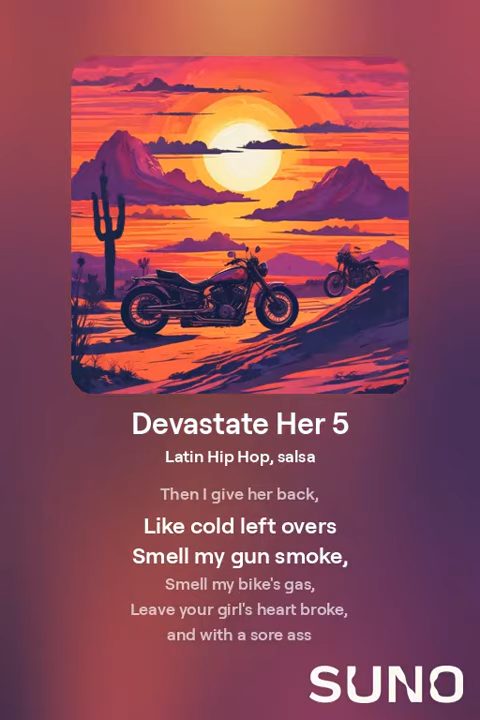 Devastate Her 5
Latin Hip Hop, salsa
Then I give her back,
Like cold left overs
Smell my gun smoke,
Smell my bike's gas,
Leave your girl's heart broke,
and with a sore ass
SUNO